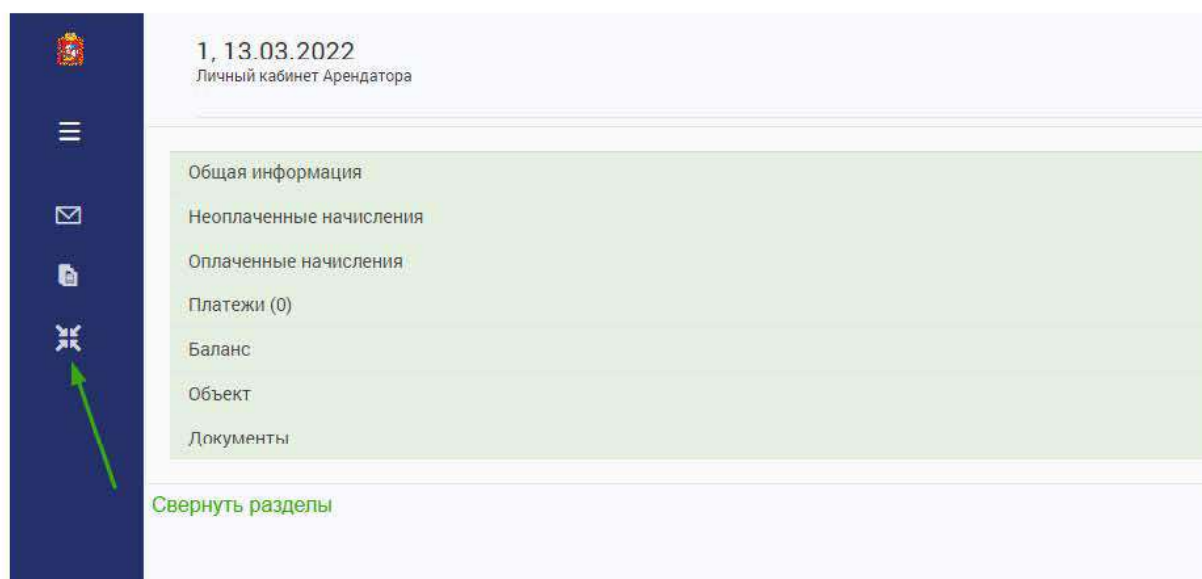 1, 13.03.2022
Личный кабинет Арендатора
Общая информация
Неоплаченные начисления
Оплаченные начисления
Платежи (0)
Баланс
Объект
Документы
Свернуть разделы